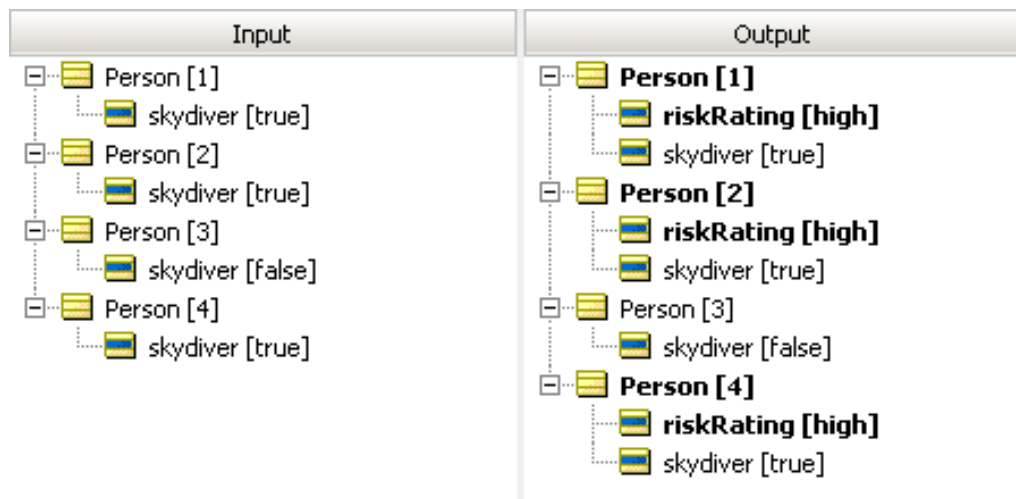 Input
Person [1]
skydiver [true]
Person [2]
skydiver [true]
Person [3]
skydiver [false]
Person [4]
skydiver [true]
Output
Person [1]
riskRating [high]
skydiver [true]
Person [2]
riskRating [high]
skydiver [true]
Person [3]
skydiver [false]
Person [4]
riskRating [high]
skydiver [true]